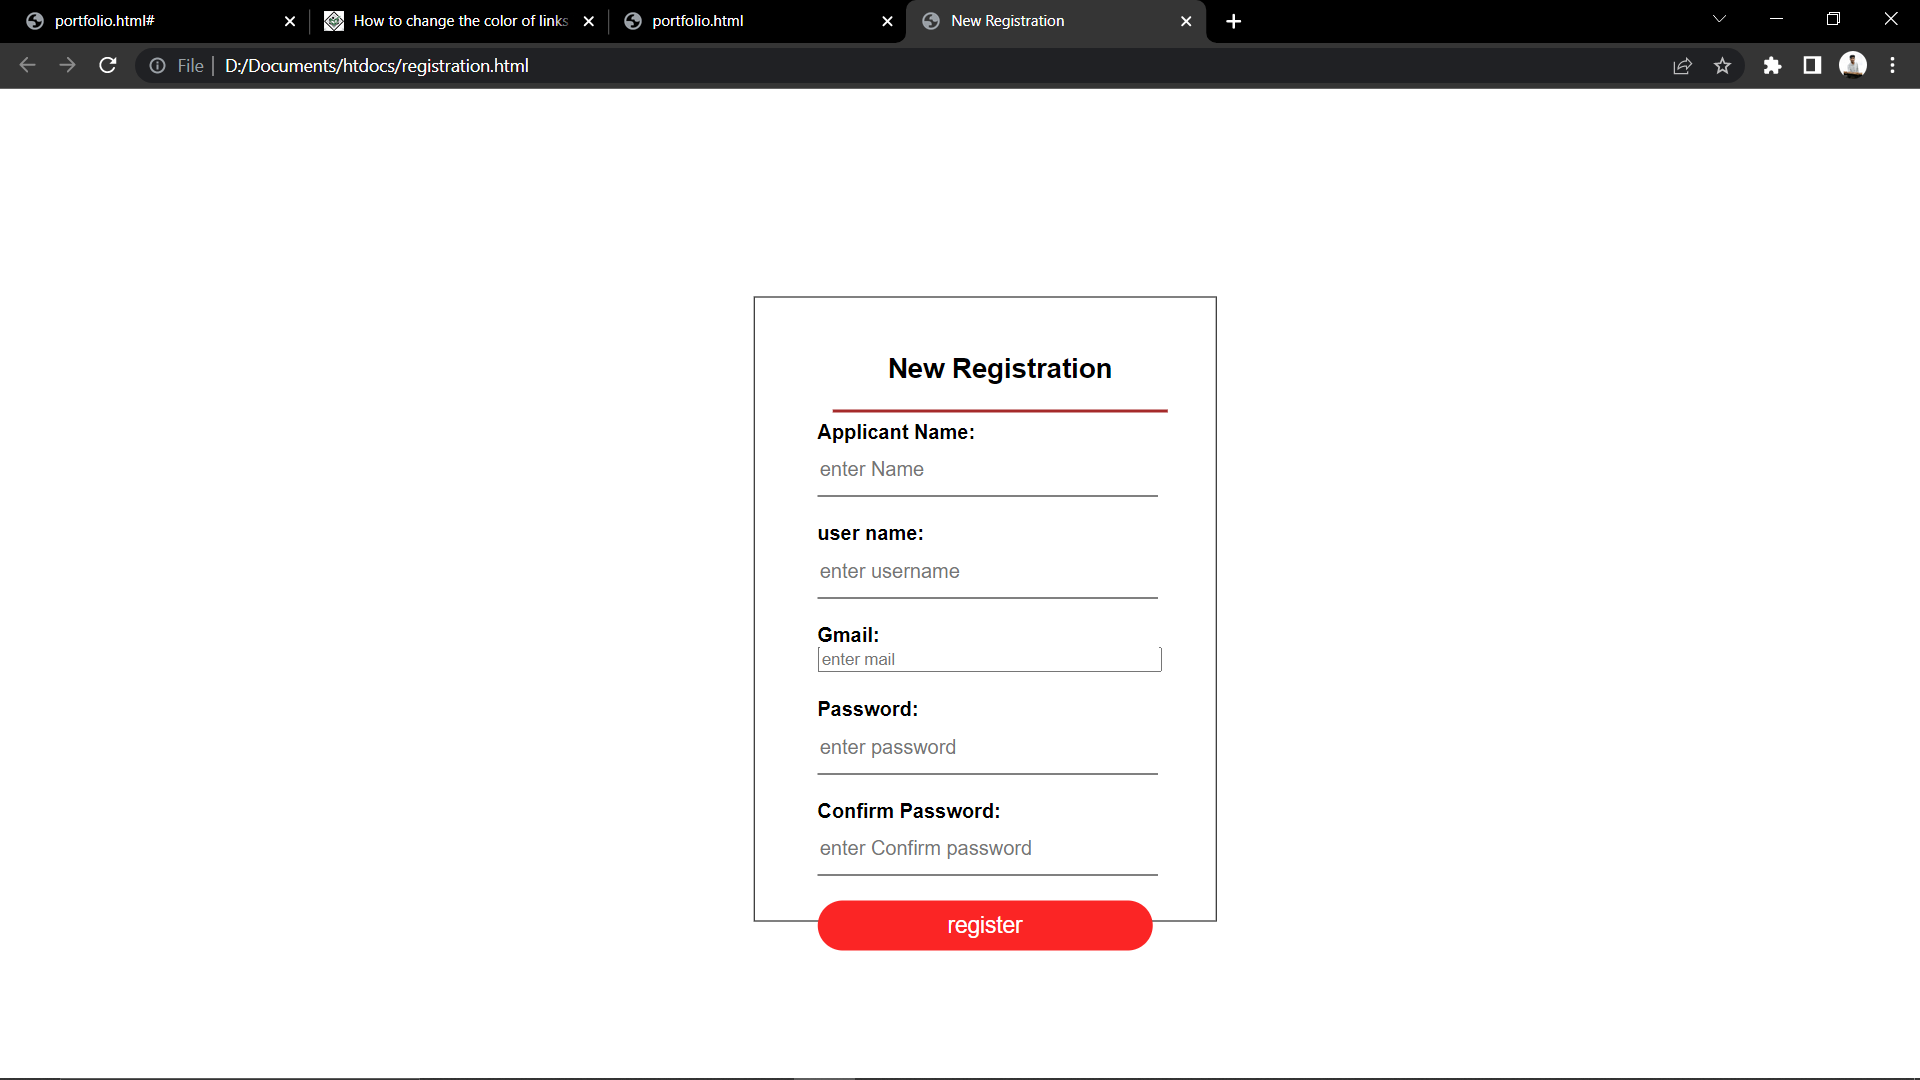 portfolio.html#
How to change the color of links
portfolio.html
New Registration
File
D:/Documents/htdocs/registration.html
New Registration
Applicant Name:
enter Name
user name:
enter username
Gmail:
enter mail
Password:
enter password
Confirm Password:
enter Confirm password
register